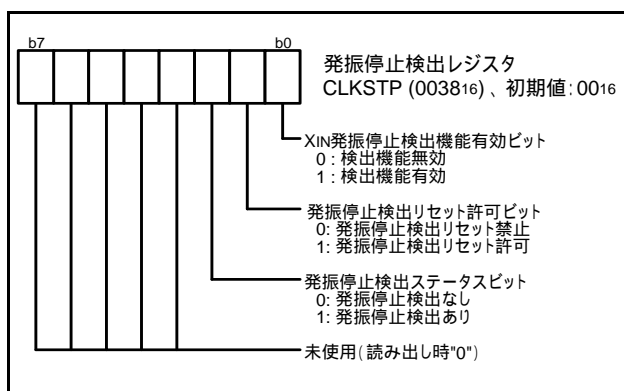 b7 b0
発振停止検出レジスタ
CLKSTP (003816) 、初期値:0016
XIN発振停止検出機能有効ビット
0 : 検出機能無効
1 : 検出機能有効
発振停止検出リセット許可ビット
0: 発振停止検出リセット禁止
1: 発振停止検出リセット許可
発振停止検出ステータスビット
0: 発振停止検出なし
1: 発振停止検出あり
未使用(読み出し時"0")